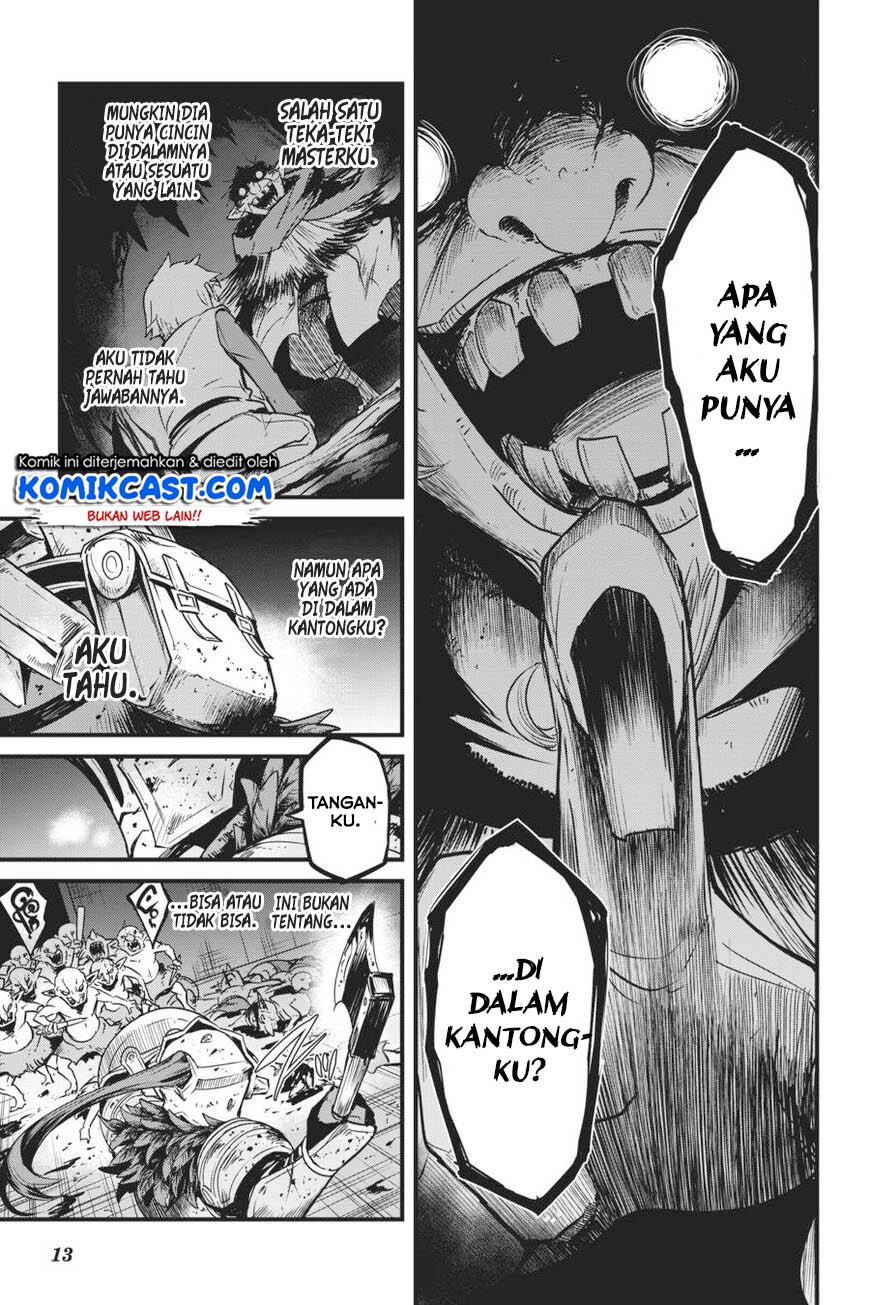 APA
YANG
AKU
PUNYA
...
...DI
DALAM
KANTONG-
KU?
SALAH SATU
TEKA-TEKI
MASTERKU.
MUNGKIN DIA
PUNYA CINCIN
DI DALAMNYA
ATAU SESUATU
YANG LAIN.
AKU TIDAK
PERNAH TAHU
JAWABANNYA.
Komik ini diterjemahkan & diedit oleh
KOMIKCAST.COM
BUKAN WEB LAIN!!
NAMUN APA
YANG ADA
DI DALAM
KANTONGKU?
AKU
TAHU.
TANGAN-
KU.
INI BUKAN
TENTANG...
...BISA ATAU
TIDAK BISA.
13